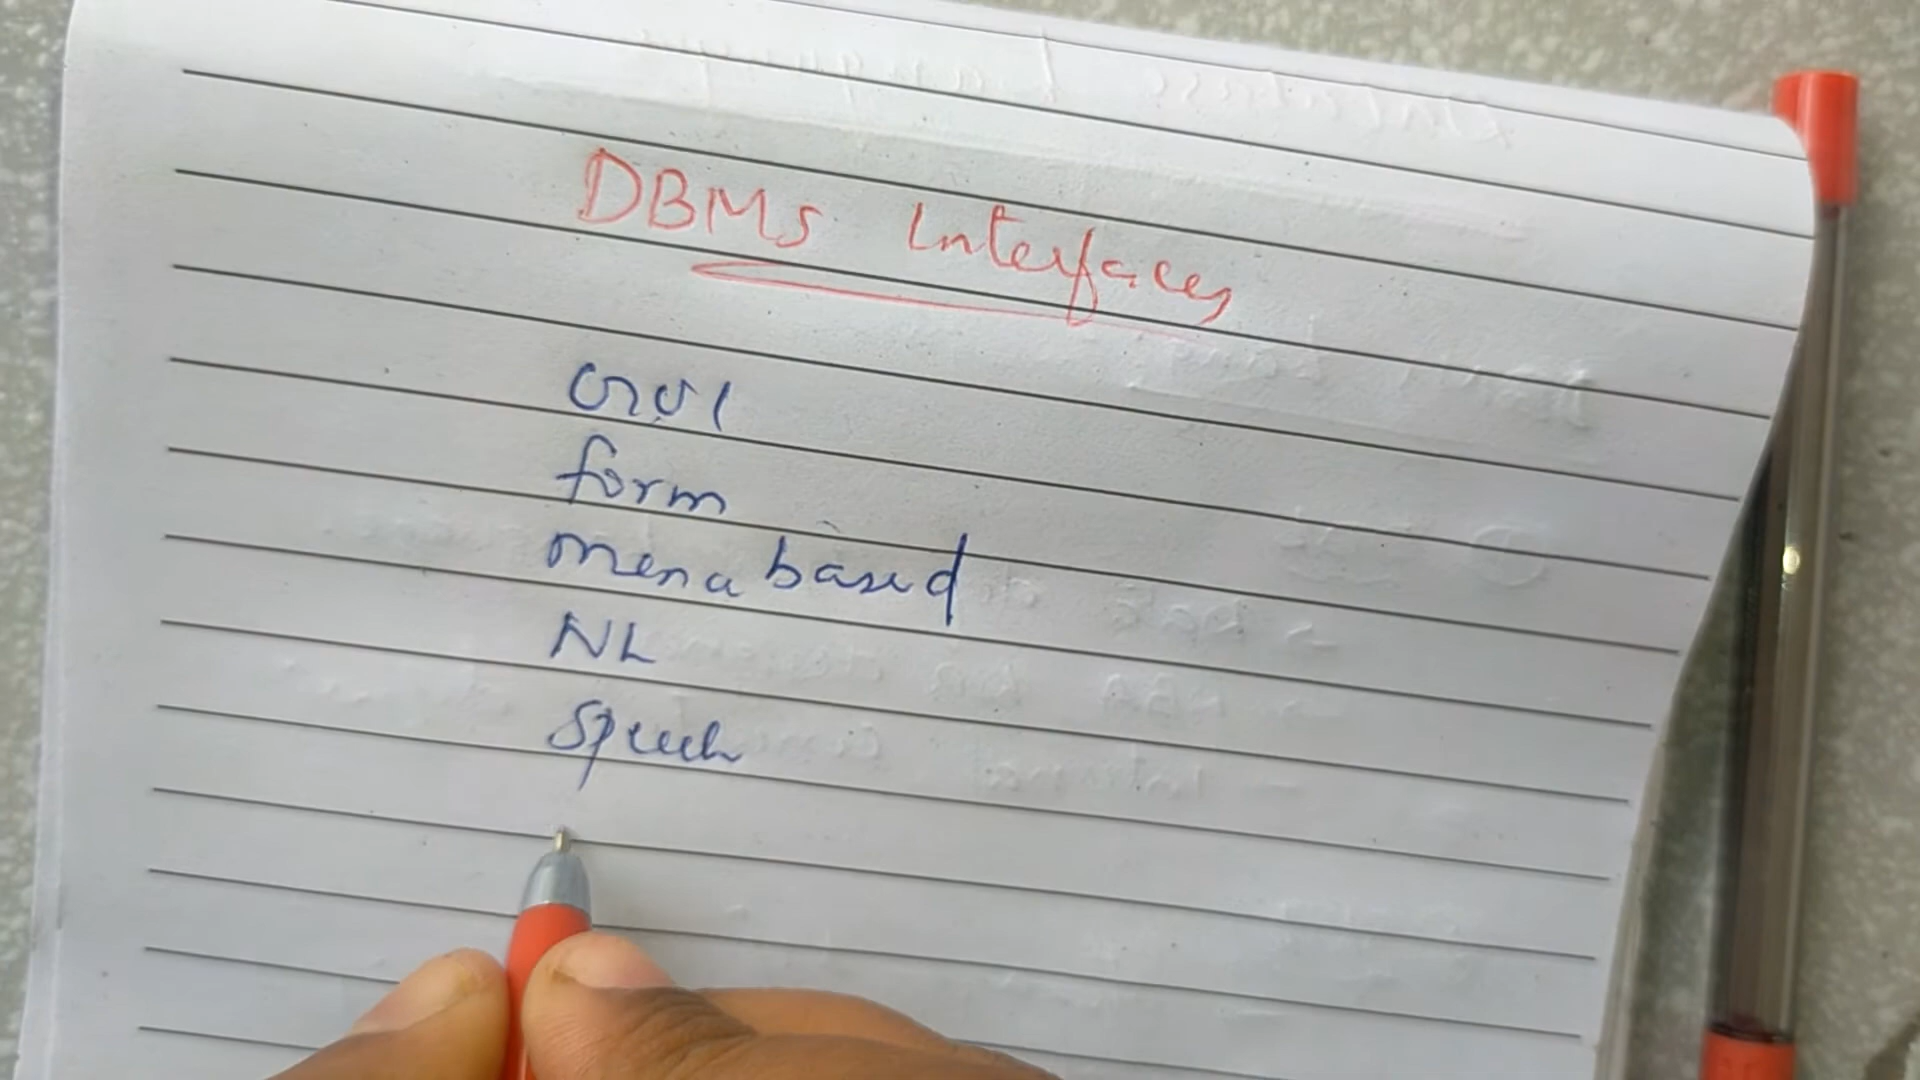 DBMS Interfaces
GUI
form
menu based
NL
Speech